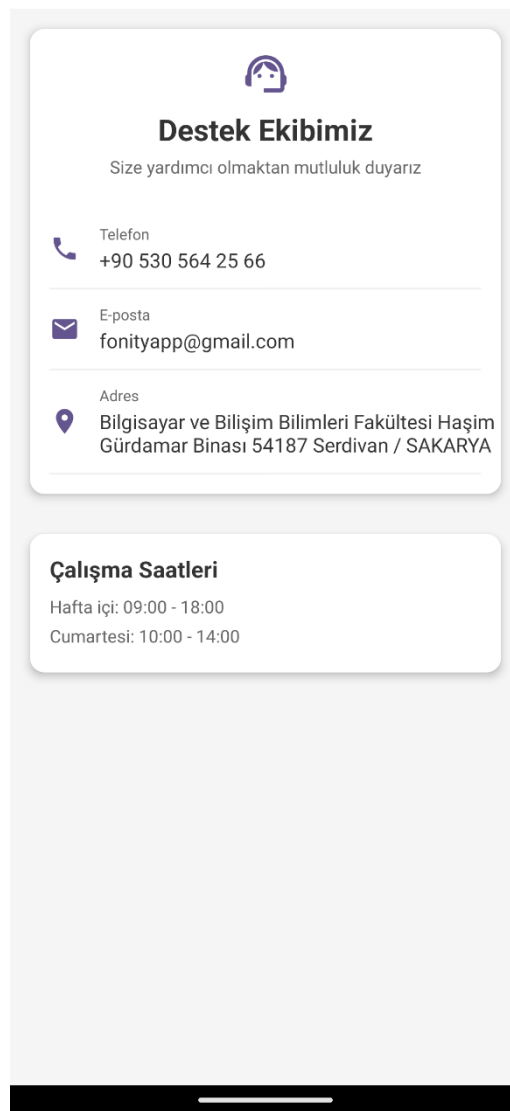 Destek Ekibimiz
Size yardımcı olmaktan mutluluk duyarız
Telefon
+90 530 564 25 66
E-posta
fonityapp@gmail.com
Adres
Bilgisayar ve Bilişim Bilimleri Fakültesi Haşim
Gürdamar Binası 54187 Serdivan / SAKARYA
Çalışma Saatleri
Hafta içi: 09:00 - 18:00
Cumartesi: 10:00 - 14:00